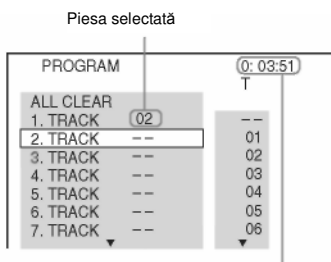 Piesa selectată
PROGRAM 0: 03:51
T
ALL CLEAR
1. TRACK 02 --
2. TRACK -- 01
3. TRACK -- 02
4. TRACK -- 03
5. TRACK -- 04
6. TRACK -- 05
7. TRACK -- 06